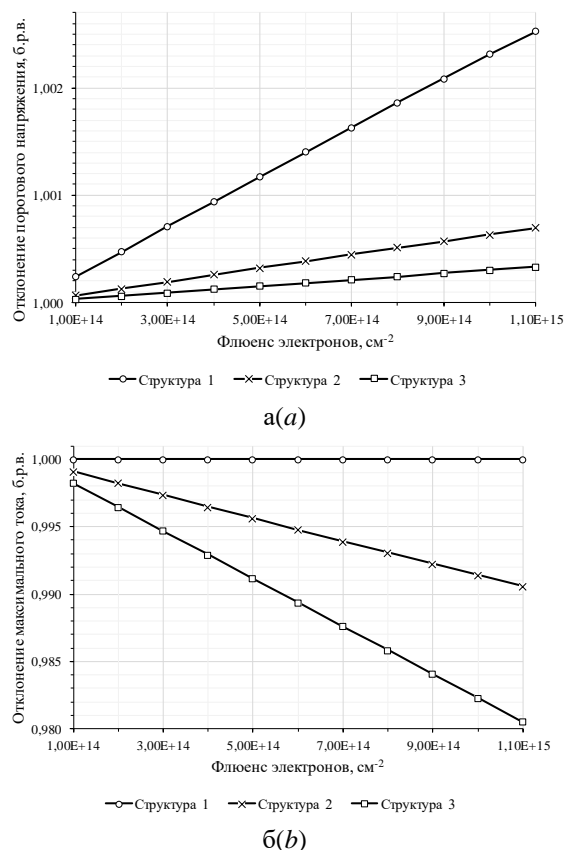 Отклонение порогового напряжения, б.р.в.
1,002
1,001
1,000
1,00E+14 3,00E+14 5,00E+14 7,00E+14 9,00E+14 1,10E+15
Флюенс электронов, см-2
Структура 1 Структура 2 Структура 3
а(a)
Отклонение максимального тока, б.р.в.
1,000
0,995
0,990
0,985
0,980
1,00E+14 3,00E+14 5,00E+14 7,00E+14 9,00E+14 1,10E+15
Флюенс электронов, см-2
Структура 1 Структура 2 Структура 3
б(b)